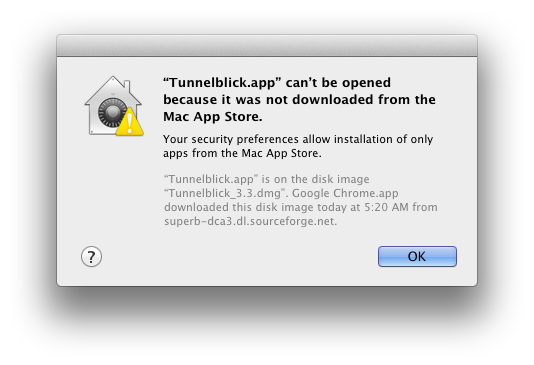 “Tunnelblick.app” can’t be opened
because it was not downloaded from the
Mac App Store.
Your security preferences allow installation of only
apps from the Mac App Store.
“Tunnelblick.app” is on the disk image
“Tunnelblick_3.3.dmg”. Google Chrome.app
downloaded this disk image today at 5:20 AM from
superb-dca3.dl.sourceforge.net.
?
OK